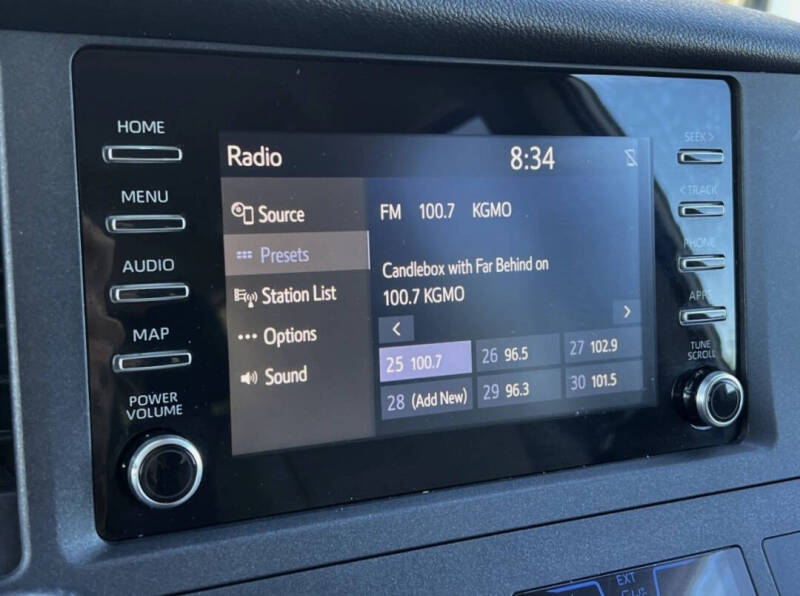 HOME
MENU
AUDIO
MAP
POWER
VOLUME
Radio 8:34
Source
Presets
Station List
Options
Sound
FM 100.7 KGMO
Candlebox with Far Behind on
100.7 KGMO
< >
25 100.7 26 96.5 27 102.9
28 (Add New) 29 96.3 30 101.5
SEEK >
< TRACK
PHONE
APPS
TUNE
SCROLL
EXT